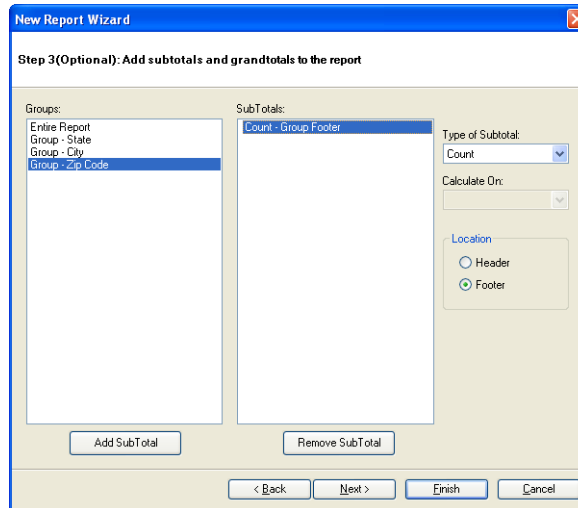 New Report Wizard
Step 3(Optional): Add subtotals and grandtotals to the report
Groups:
Entire Report
Group - State
Group - City
Group - Zip Code
SubTotals:
Count - Group Footer
Type of Subtotal:
Count
Calculate On:
Location
Header
Footer
Add SubTotal
Remove SubTotal
< Back
Next >
Finish
Cancel